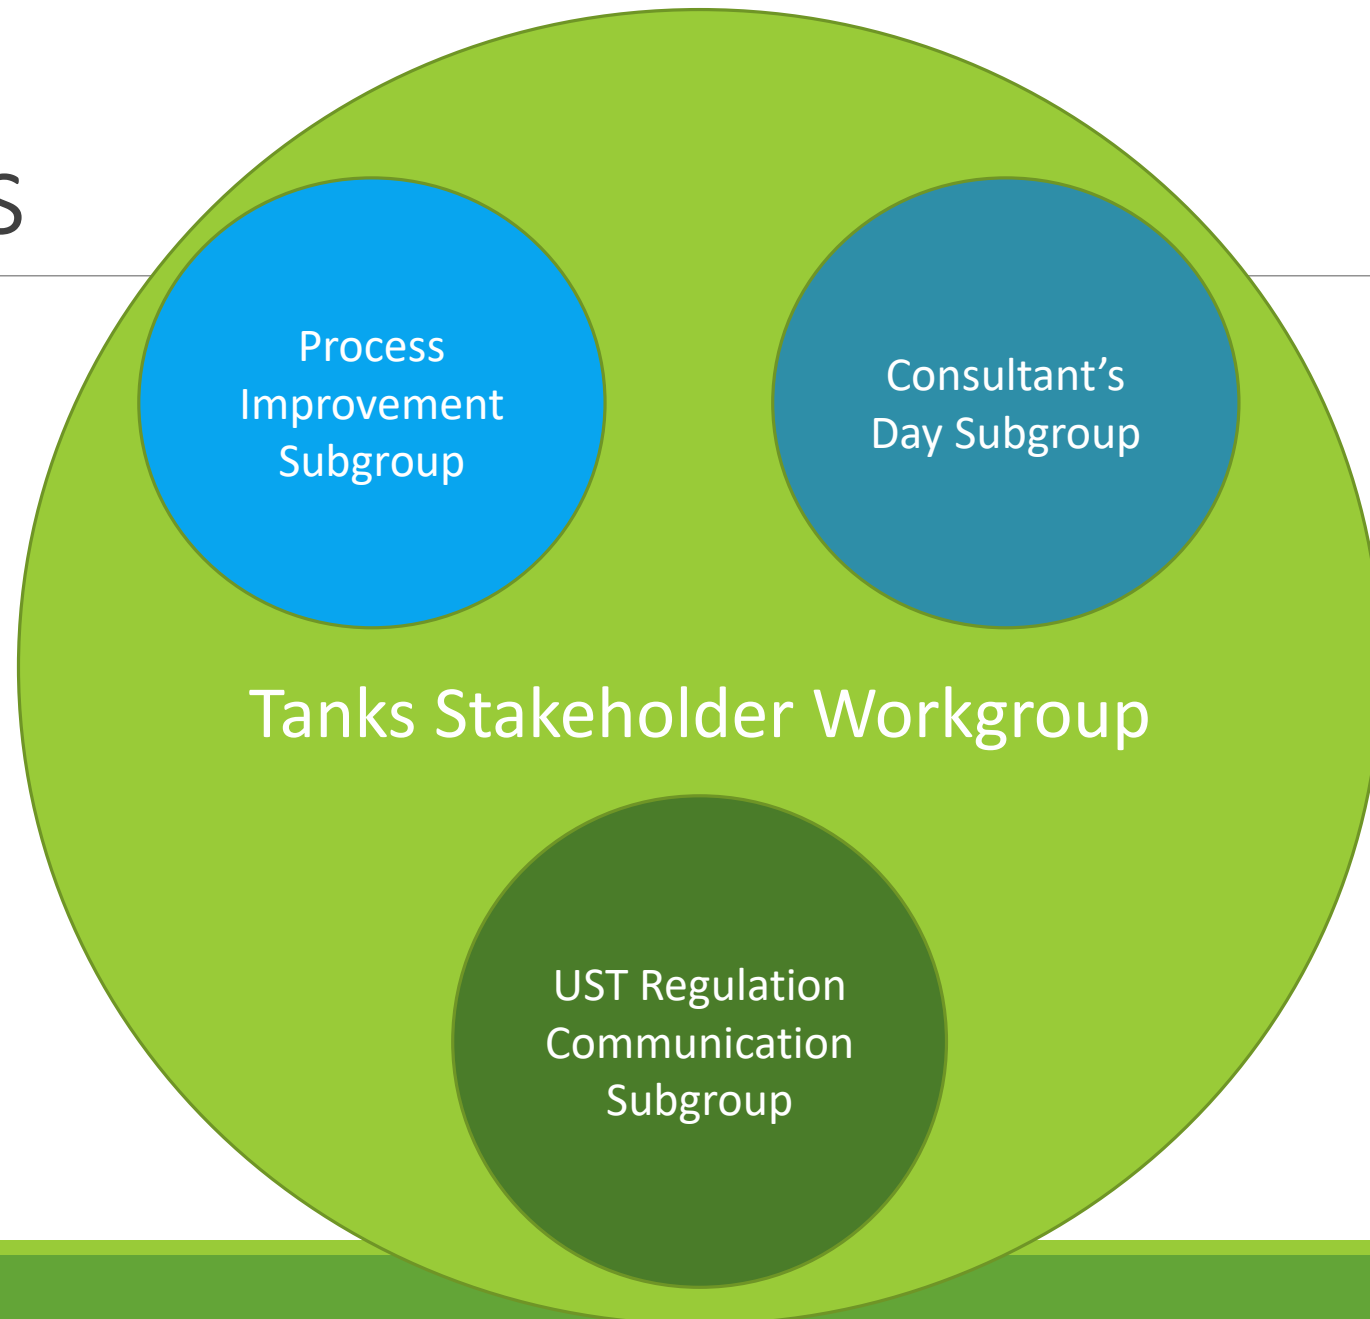 s
Process
Improvement
Subgroup
Consultant’s
Day Subgroup
Tanks Stakeholder Workgroup
UST Regulation
Communication
Subgroup